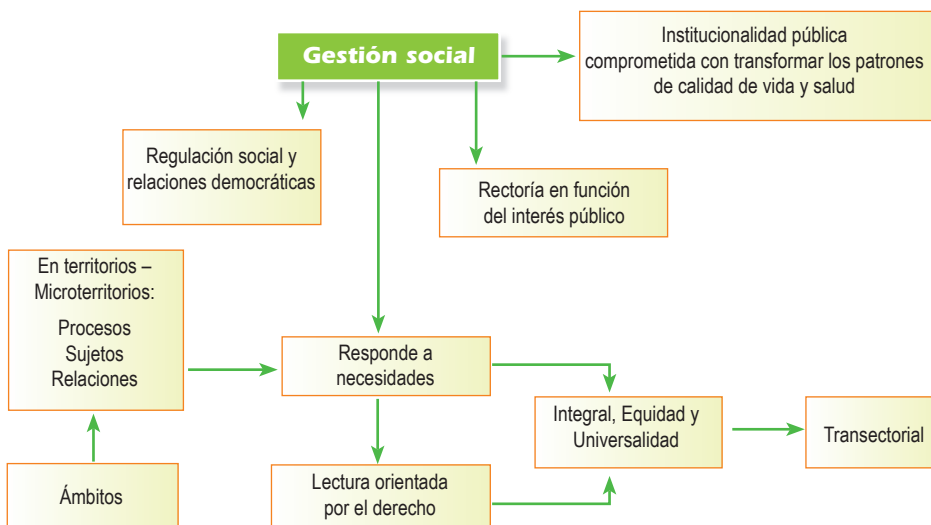 Gestión social
Institucionalidad pública
comprometida con transformar los patrones
de calidad de vida y salud
Regulación social y
relaciones democráticas
Rectoría en función
del interés público
En territorios –
Microterritorios:
Procesos
Sujetos
Relaciones
Responde a
necesidades
Integral, Equidad y
Universalidad
Transectorial
Ámbitos
Lectura orientada
por el derecho